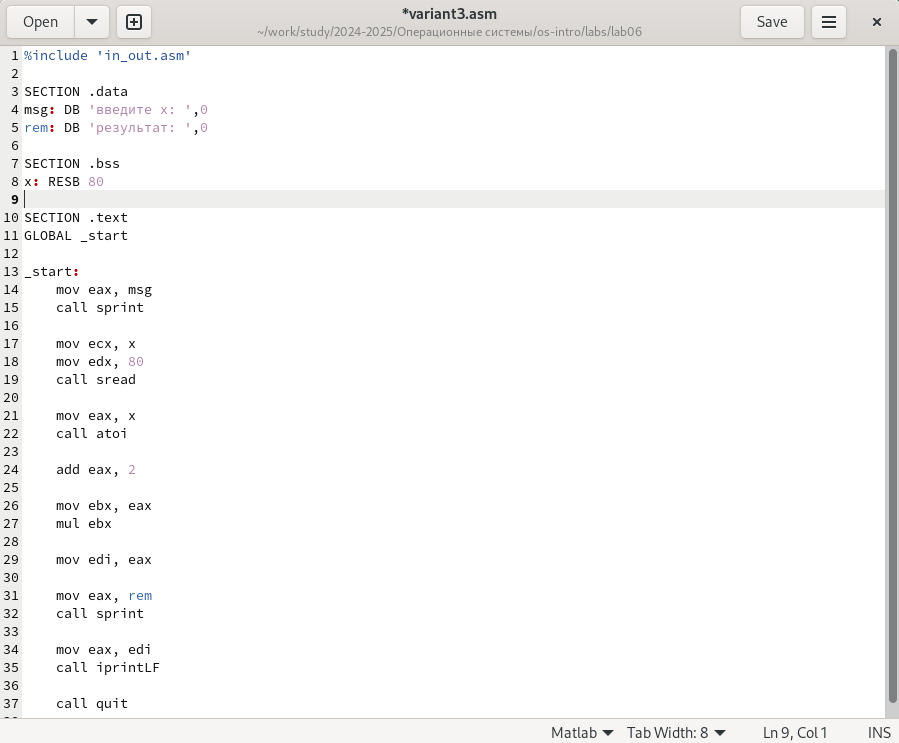 Open
*variant3.asm
~/work/study/2024-2025/Операционные системы/os-intro/labs/lab06
Save
1 %include 'in_out.asm'
2
3 SECTION .data
4 msg: DB 'введите x: ',0
5 rem: DB 'результат: ',0
6
7 SECTION .bss
8 x: RESB 80
9
10 SECTION .text
11 GLOBAL _start
12
13 _start:
14     mov eax, msg
15     call sprint
16
17     mov ecx, x
18     mov edx, 80
19     call sread
20
21     mov eax, x
22     call atoi
23
24     add eax, 2
25
26     mov ebx, eax
27     mul ebx
28
29     mov edi, eax
30
31     mov eax, rem
32     call sprint
33
34     mov eax, edi
35     call iprintLF
36
37     call quit
Matlab Tab Width: 8 Ln 9, Col 1 INS